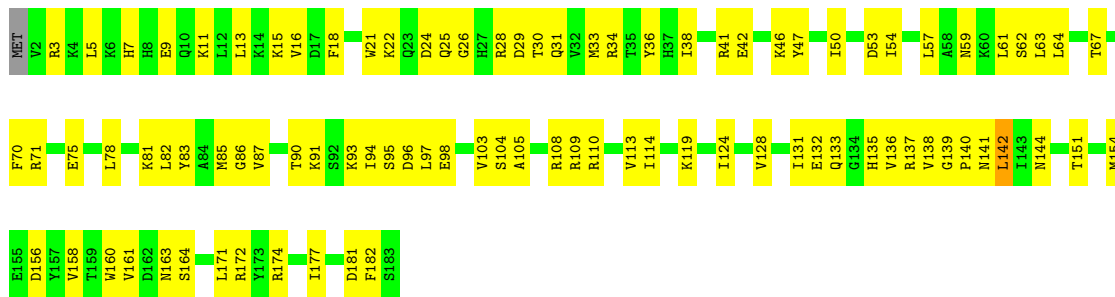 MET V2 R3 K4 L5 K6 H7 H8 E9 Q10 K11 L12 L13 K14 K15 V16 D17 F18 W21 K22 Q23 D24 Q25 G26 H27 R28 D29 T30 Q31 V32 M33 R34 T35 Y36 H37 I38 R41 E42 K46 Y47 I50 D53 I54 L57 A58 N59 K60 L61 S62 L63 L64 T67
F70 R71 E75 L78 K81 L82 Y83 A84 M85 G86 V87 T90 K91 S92 K93 I94 S95 D96 L97 E98 V103 S104 A105 R108 R109 R110 V113 I114 K119 I124 V128 I131 E132 Q133 G134 H135 V136 R137 V138 G139 P140 N141 L142 I143 N144 T151 M154
E155 D156 Y157 V158 T159 W160 V161 D162 N163 S164 L171 R172 Y173 R174 I177 D181 F182 S183